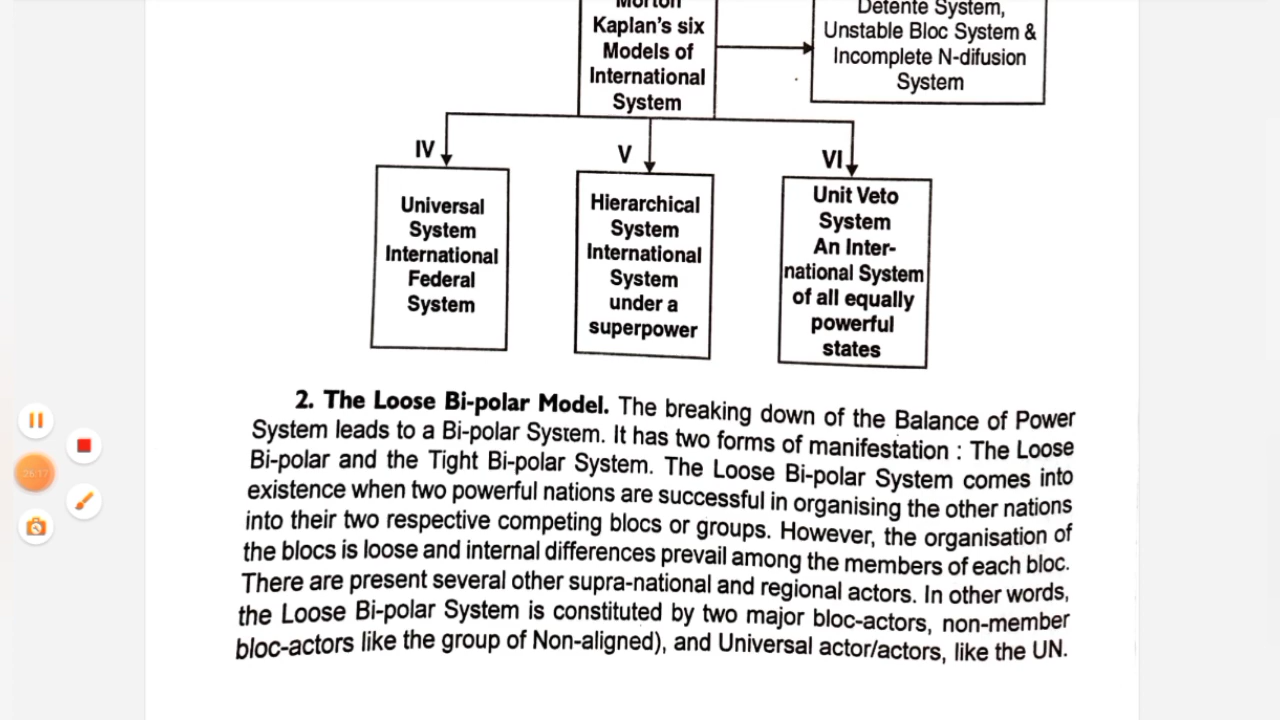 Morton
Kaplan's six
Models of
International
System
Detente System,
Unstable Bloc System &
Incomplete N-difusion
System
IV
Universal
System
International
Federal
System
V
Hierarchical
System
International
System
under a
superpower
VI
Unit Veto
System
An Inter-
national System
of all equally
powerful
states
2. The Loose Bi-polar Model. The breaking down of the Balance of Power
System leads to a Bi-polar System. It has two forms of manifestation : The Loose
Bi-polar and the Tight Bi-polar System. The Loose Bi-polar System comes into
existence when two powerful nations are successful in organising the other nations
into their two respective competing blocs or groups. However, the organisation of
the blocs is loose and internal differences prevail among the members of each bloc.
There are present several other supra-national and regional actors. In other words,
the Loose Bi-polar System is constituted by two major bloc-actors, non-member
bloc-actors like the group of Non-aligned), and Universal actor/actors, like the UN.